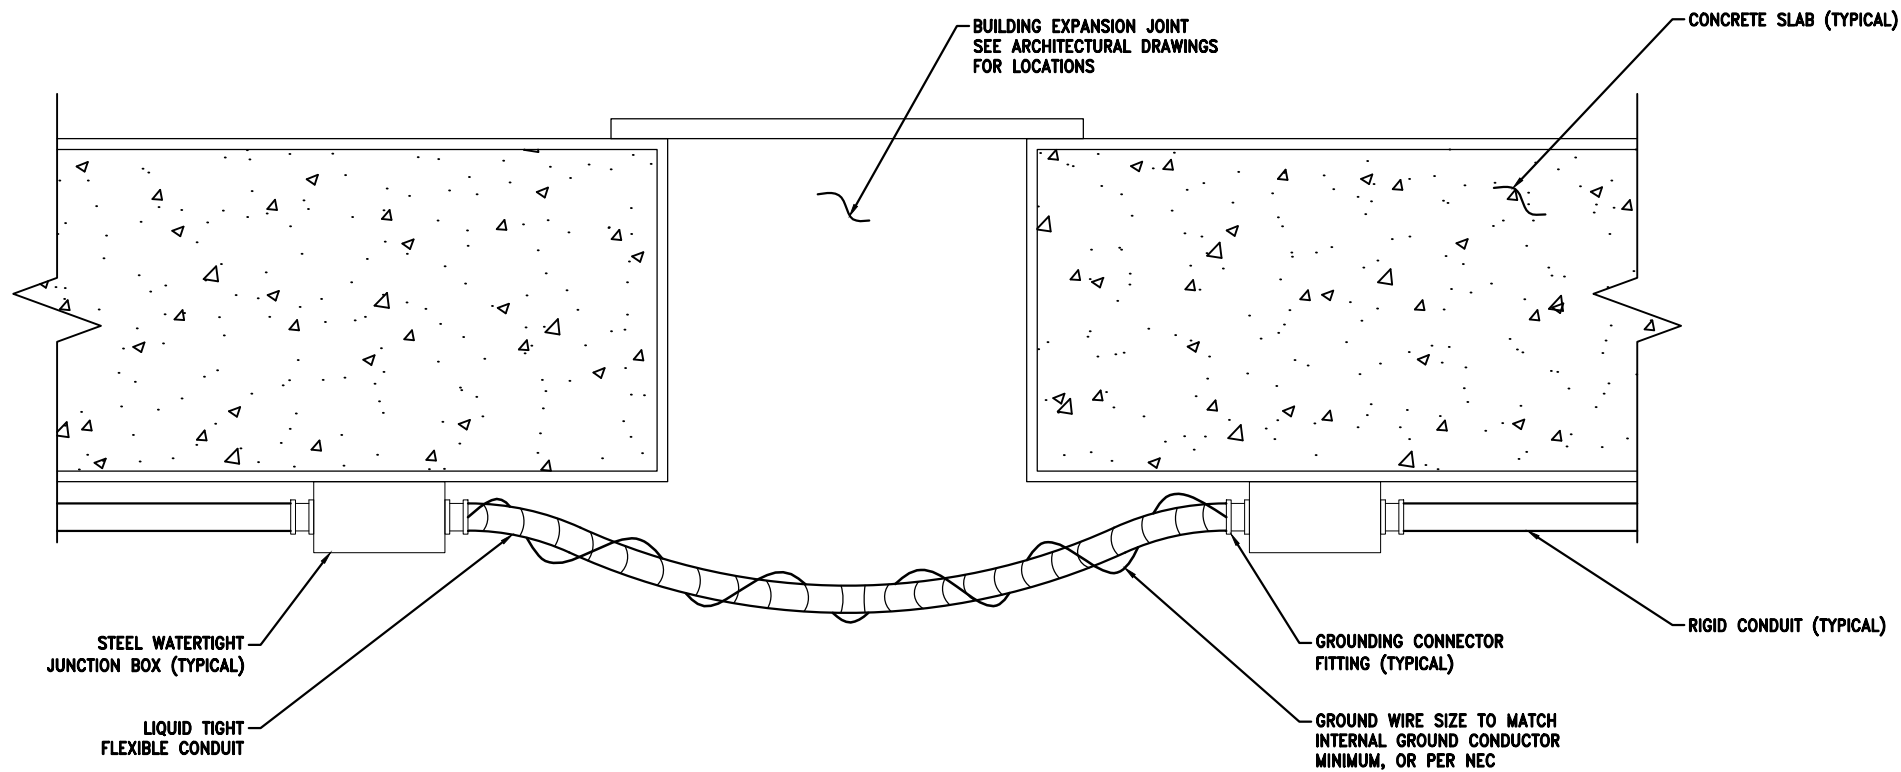 BUILDING EXPANSION JOINT
SEE ARCHITECTURAL DRAWINGS
FOR LOCATIONS
CONCRETE SLAB (TYPICAL)
STEEL WATERTIGHT
JUNCTION BOX (TYPICAL)
LIQUID TIGHT
FLEXIBLE CONDUIT
GROUNDING CONNECTOR
FITTING (TYPICAL)
GROUND WIRE SIZE TO MATCH
INTERNAL GROUND CONDUCTOR
MINIMUM, OR PER NEC
RIGID CONDUIT (TYPICAL)